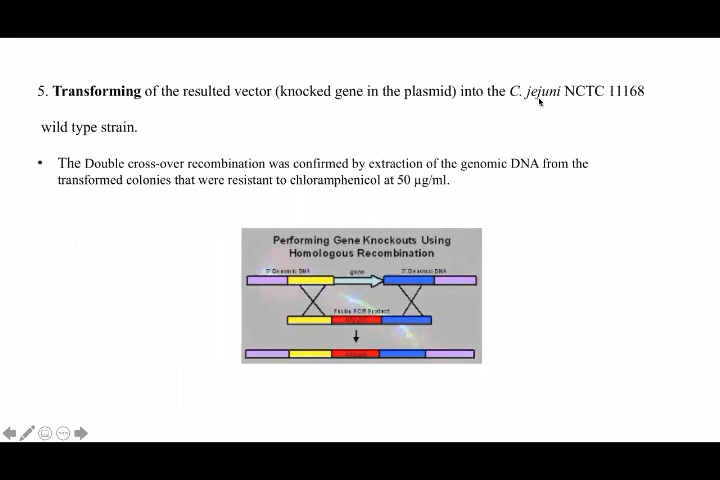 5. Transforming of the resulted vector (knocked gene in the plasmid) into the C. jejuni NCTC 11168
wild type strain.
• The Double cross-over recombination was confirmed by extraction of the genomic DNA from the
transformed colonies that were resistant to chloramphenicol at 50 µg/ml.
Performing Gene Knockouts Using
Homologous Recombination
Genomic DNA gene 3' Genomic DNA
Fusion PCR Product